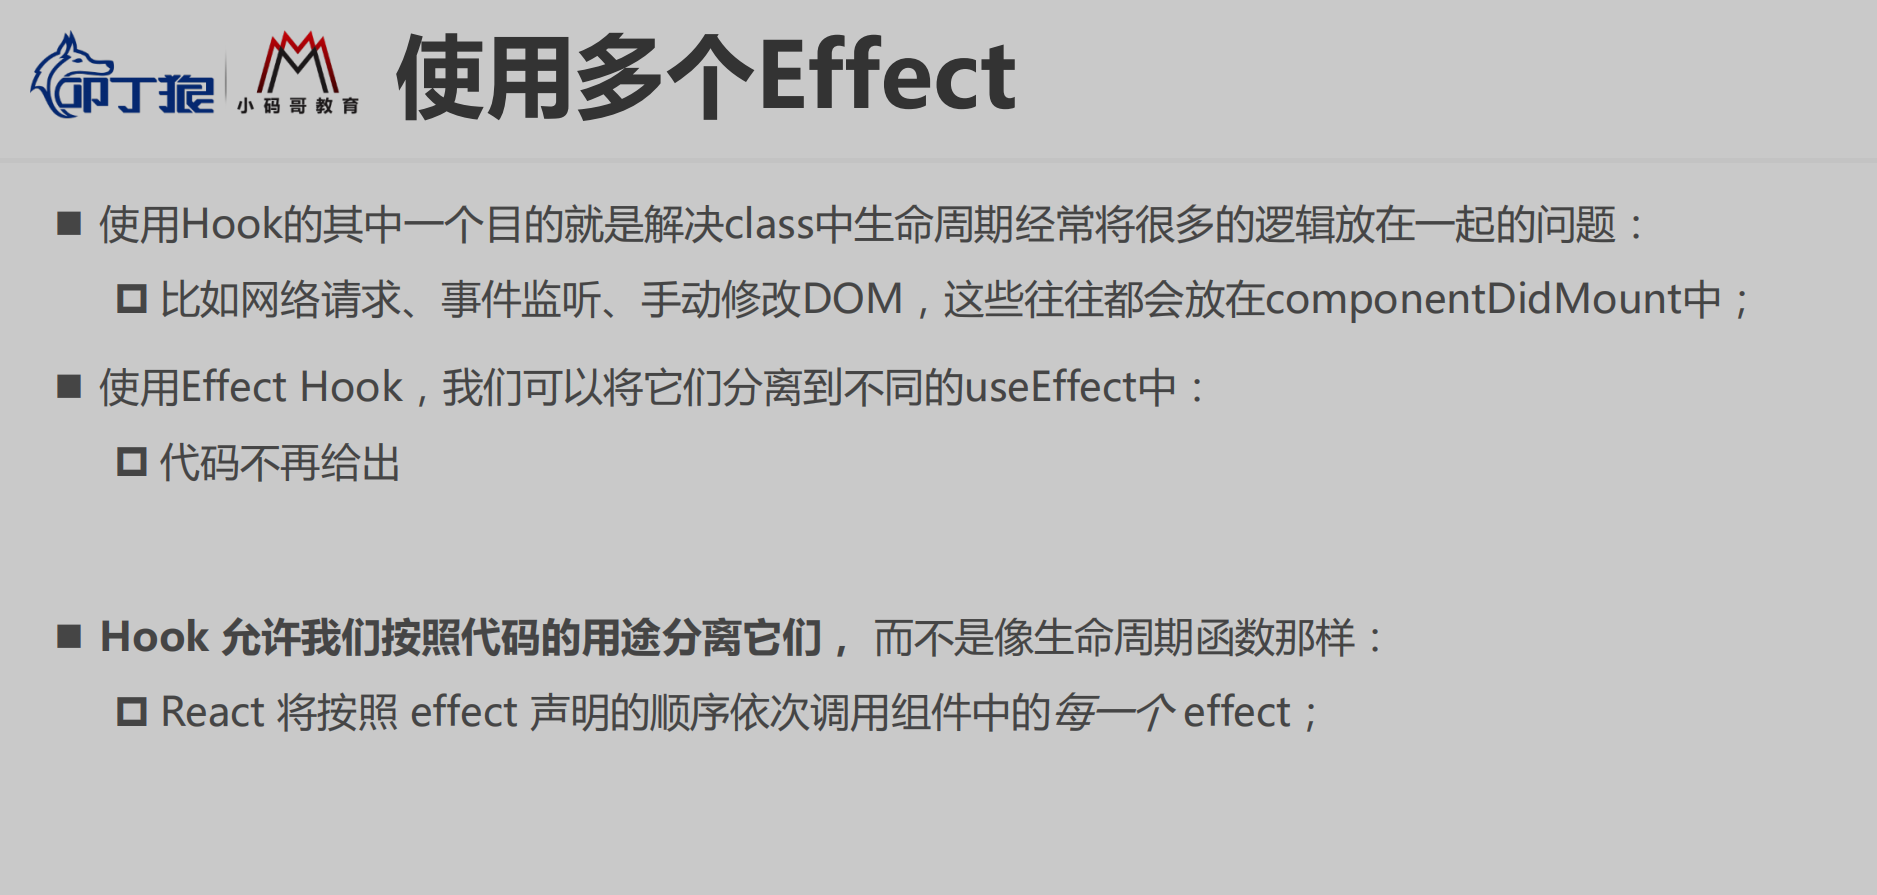 叩丁狼
小码哥教育
使用多个Effect
使用Hook的其中一个目的就是解决class中生命周期经常将很多的逻辑放在一起的问题：
比如网络请求、事件监听、手动修改DOM，这些往往都会放在componentDidMount中；
使用Effect Hook，我们可以将它们分离到不同的useEffect中：
代码不再给出
Hook 允许我们按照代码的用途分离它们， 而不是像生命周期函数那样：
React 将按照 effect 声明的顺序依次调用组件中的每一个 effect；